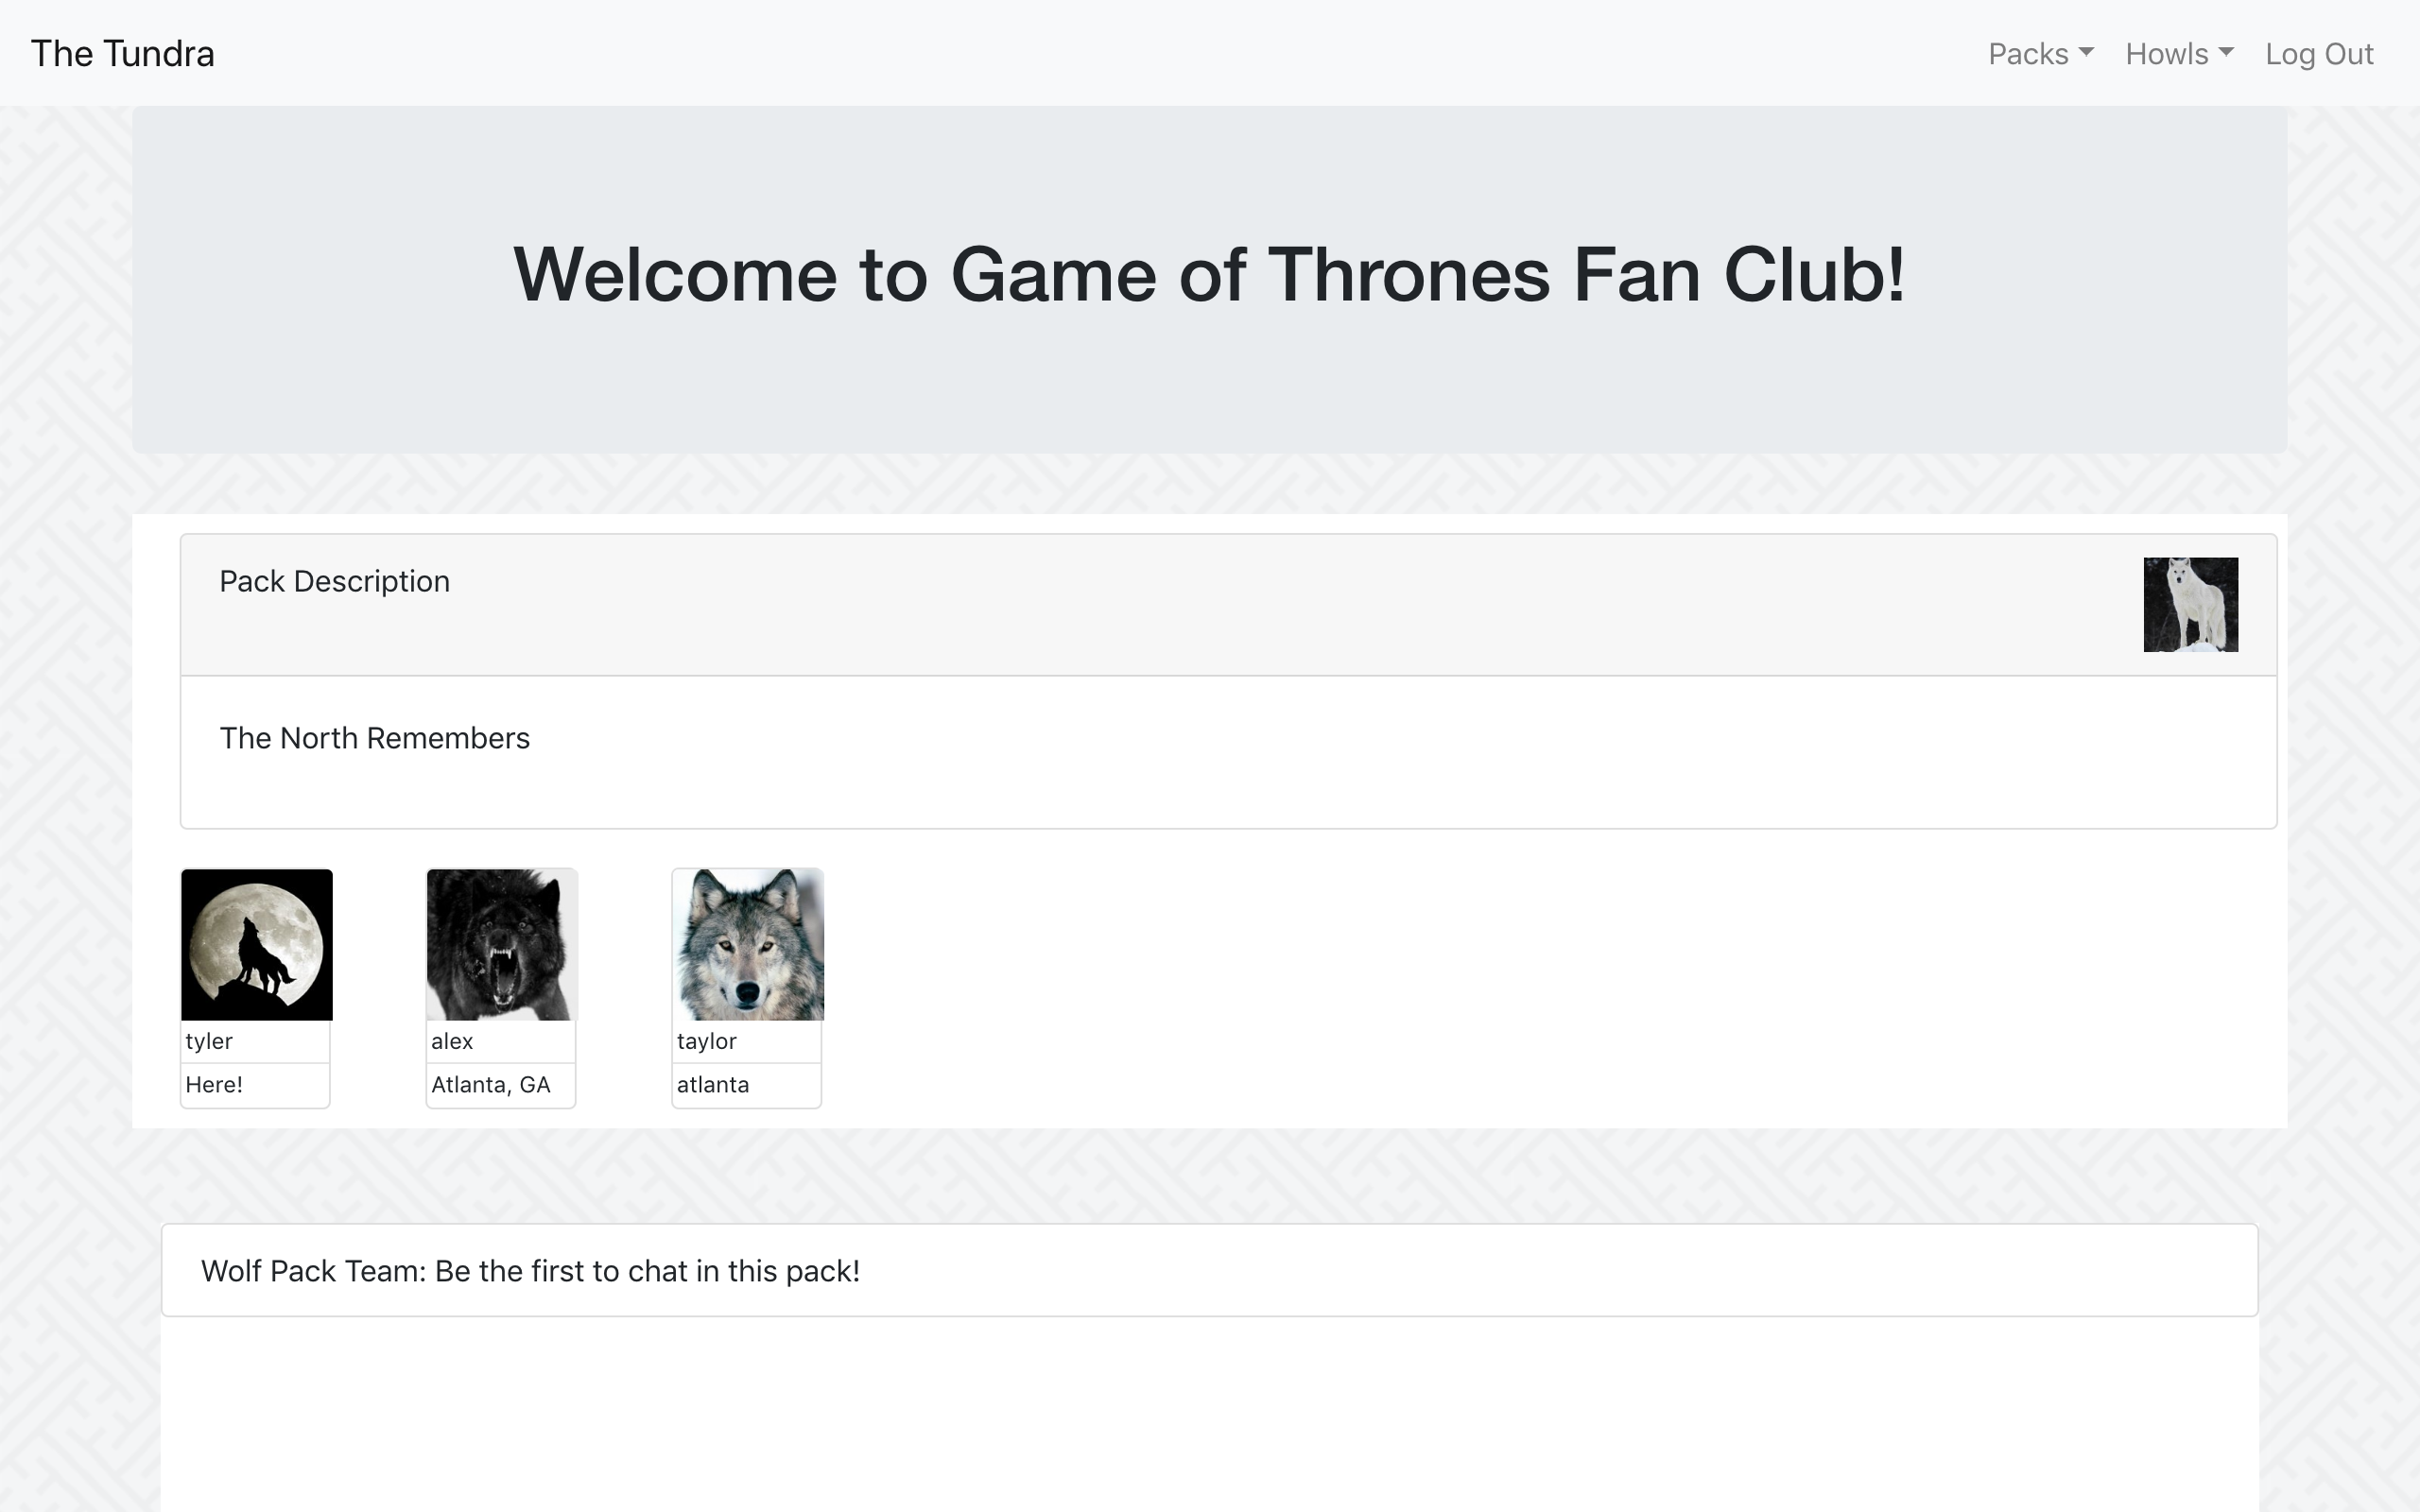 The Tundra
Packs Howls Log Out
Welcome to Game of Thrones Fan Club!
Pack Description
The North Remembers
tyler
Here!
alex
Atlanta, GA
taylor
atlanta
Wolf Pack Team: Be the first to chat in this pack!